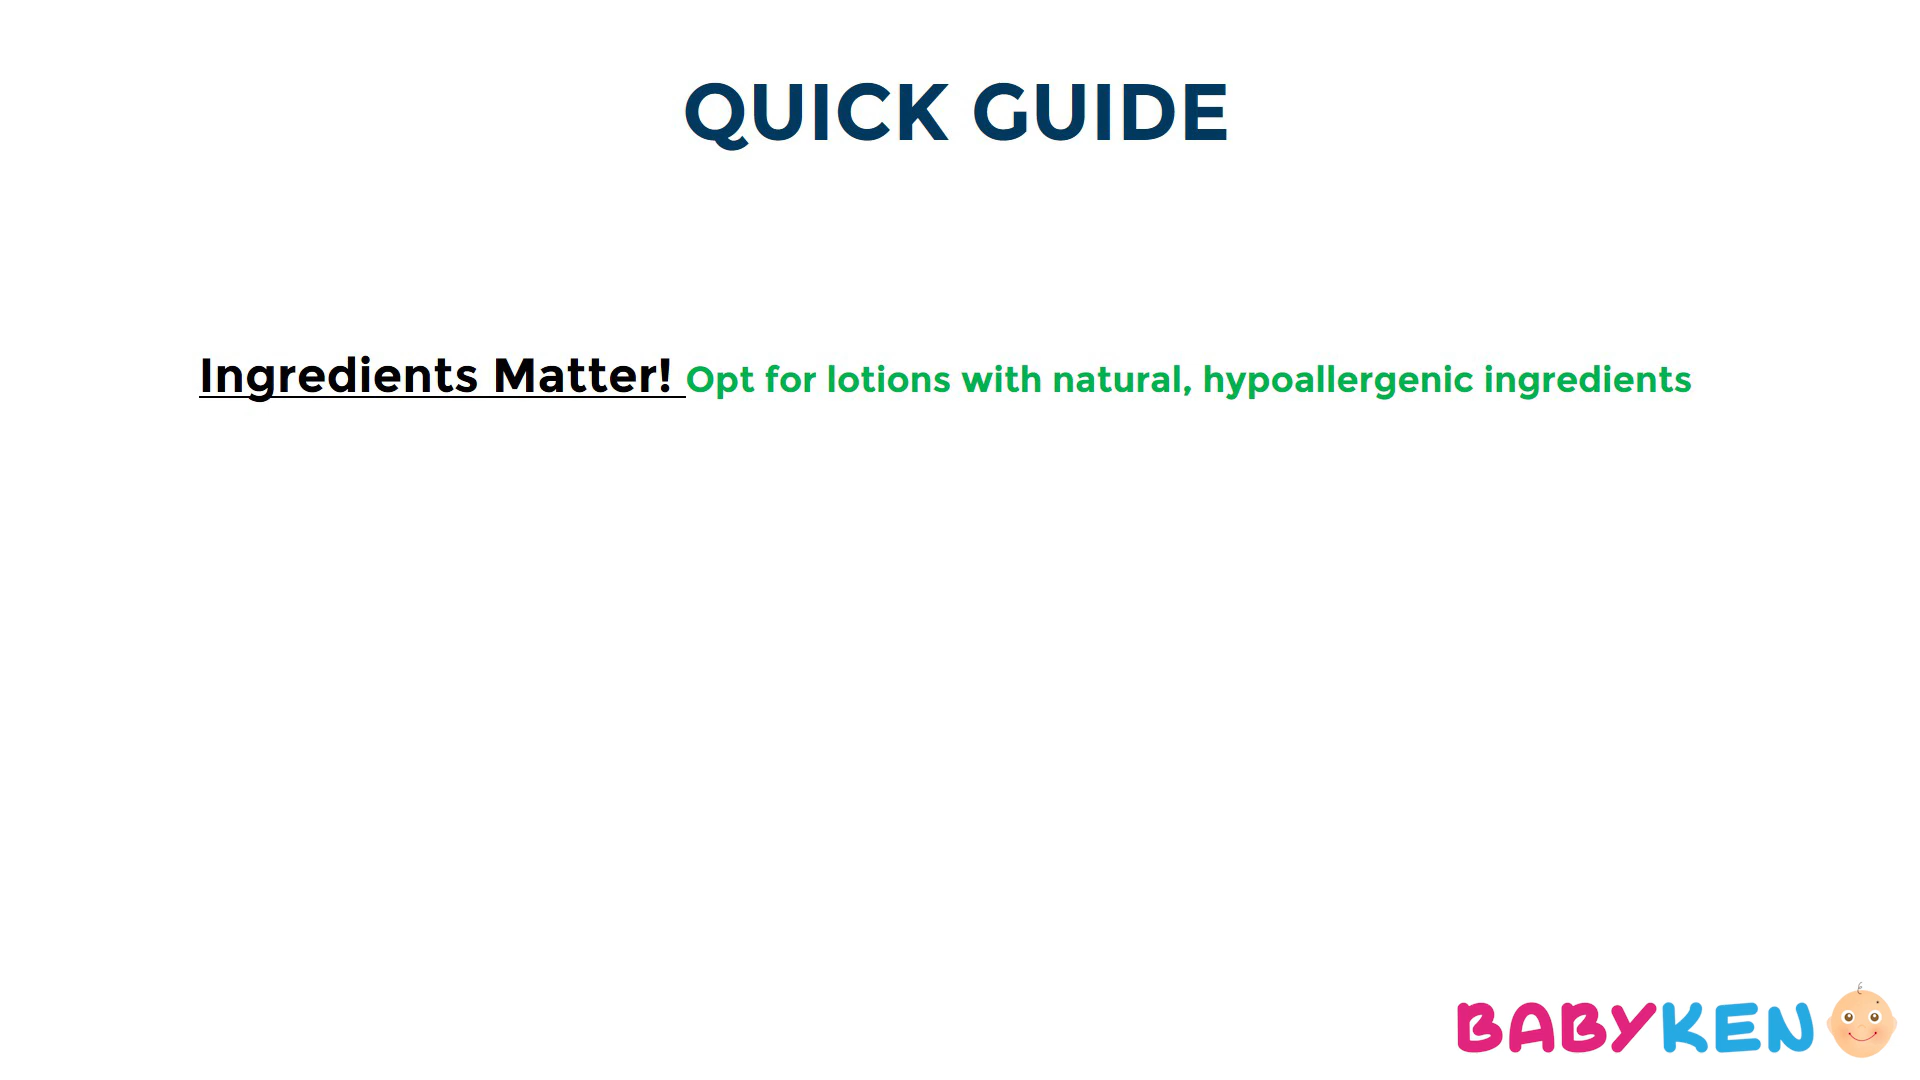 QUICK GUIDE
Ingredients Matter! Opt for lotions with natural, hypoallergenic ingredients
BABYKEN